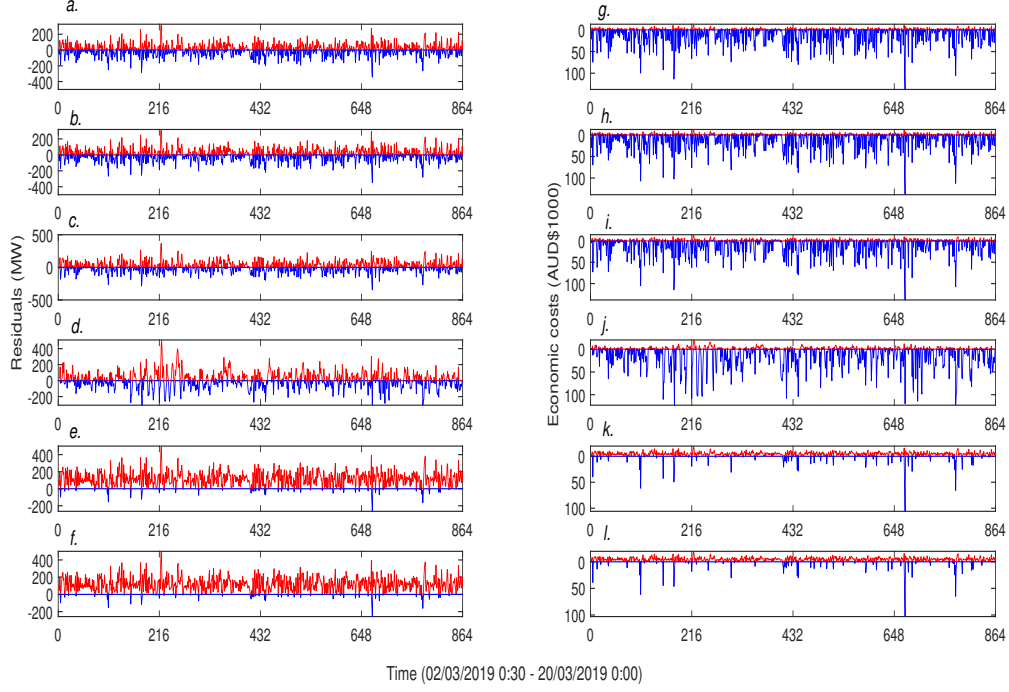 a.
200
0
-200
-400
0 216 432 648 864
b.
200
0
-200
-400
0 216 432 648 864
c.
500
0
-500
0 216 432 648 864
d.
400
200
0
-200
0 216 432 648 864
e.
400
200
0
-200
0 216 432 648 864
f.
400
200
0
-200
0 216 432 648 864
Residuals (MW)
g.
0
50
100
0 216 432 648 864
h.
0
50
100
0 216 432 648 864
i.
0
50
100
0 216 432 648 864
j.
0
50
100
0 216 432 648 864
k.
0
50
100
0 216 432 648 864
l.
0
50
100
0 216 432 648 864
Economic costs (AUD$1000)
Time (02/03/2019 0:30 - 20/03/2019 0:00)